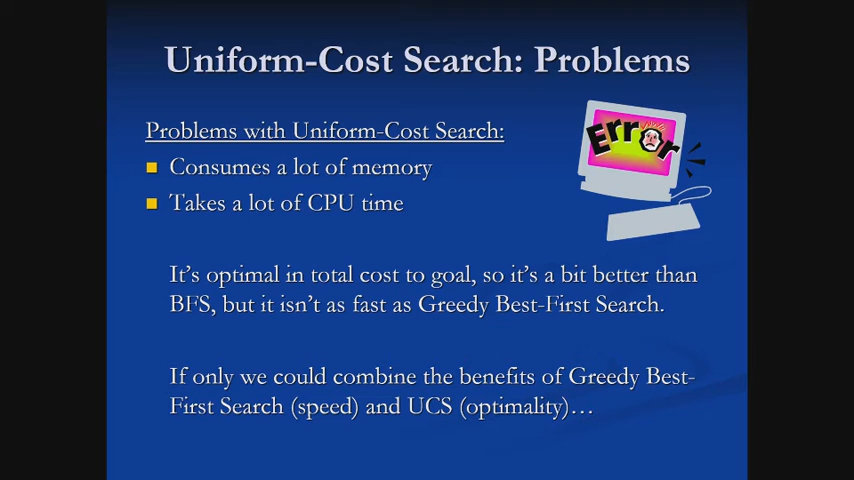 Uniform-Cost Search: Problems
Problems with Uniform-Cost Search:
Error
Consumes a lot of memory
Takes a lot of CPU time
It's optimal in total cost to goal, so it's a bit better than
BFS, but it isn't as fast as Greedy Best-First Search.
If only we could combine the benefits of Greedy Best-
First Search (speed) and UCS (optimality)…